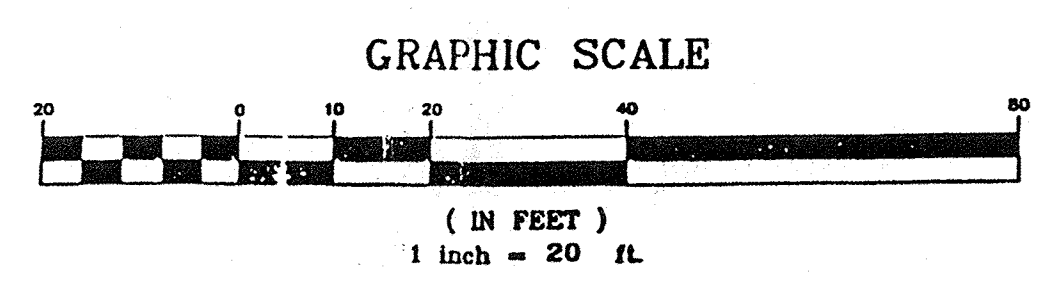 GRAPHIC SCALE
20 0 10 20 40 80
( IN FEET )
1 inch = 20 ft.